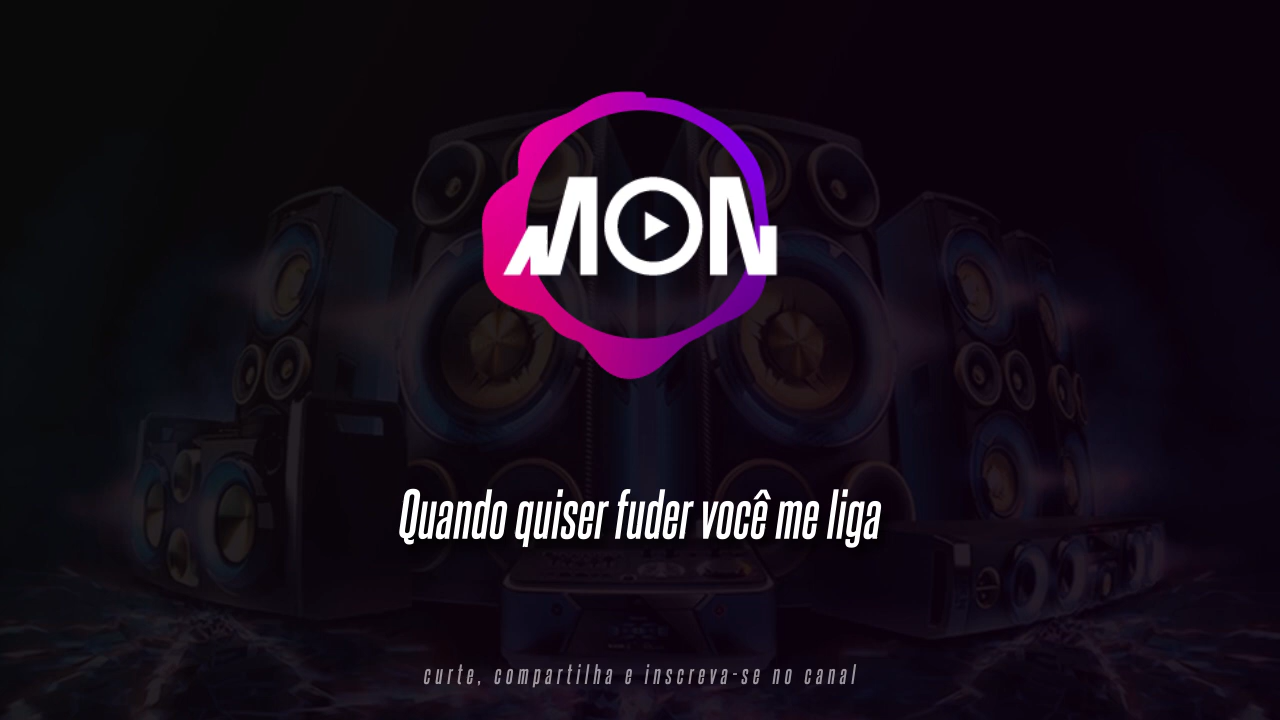 MON
Quando quiser fuder você me liga
curte, compartilha e inscreva-se no canal